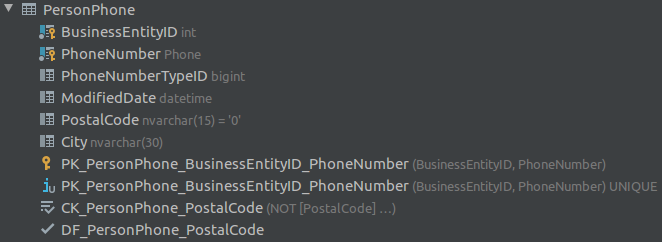 PersonPhone
BusinessEntityID int
PhoneNumber Phone
PhoneNumberTypeID bigint
ModifiedDate datetime
PostalCode nvarchar(15) = '0'
City nvarchar(30)
PK_PersonPhone_BusinessEntityID_PhoneNumber (BusinessEntityID, PhoneNumber)
PK_PersonPhone_BusinessEntityID_PhoneNumber (BusinessEntityID, PhoneNumber) UNIQUE
CK_PersonPhone_PostalCode (NOT [PostalCode] ...)
DF_PersonPhone_PostalCode